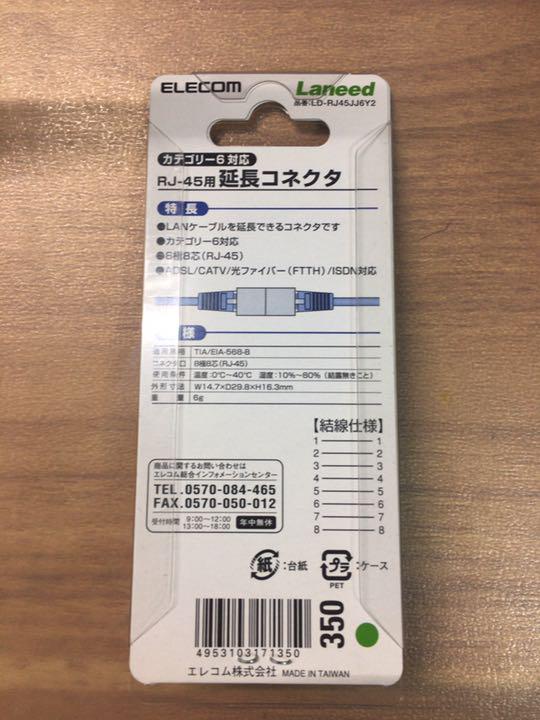 ELECOM
Laneed
品番:LD-RJ45JJ6Y2
カテゴリー6対応
RJ-45用 延長コネクタ
特長
●LANケーブルを延長できるコネクタです
●カテゴリー6対応
●8極8芯(RJ-45)
●ADSL/CATV/光ファイバー(FTTH)/ISDN対応
様
適用規格 TIA/EIA-568-B
コネクタ口 8極8芯(RJ-45)
使用条件 温度:0℃~40℃ 湿度:10%~80% (結露無きこと)
外形寸法 W14.7×D29.8×H16.3mm
重量 6g
【結線仕様】
1 1
2 2
3 3
4 4
5 5
6 6
7 7
8 8
商品に関するお問い合わせは
エレコム総合インフォメーションセンター
TEL.0570-084-465
FAX.0570-050-012
受付時間 9:00~12:00
13:00~18:00 年中無休
紙 :台紙 プラ :ケース
PET
350
4953103171350
エレコム株式会社 MADE IN TAIWAN